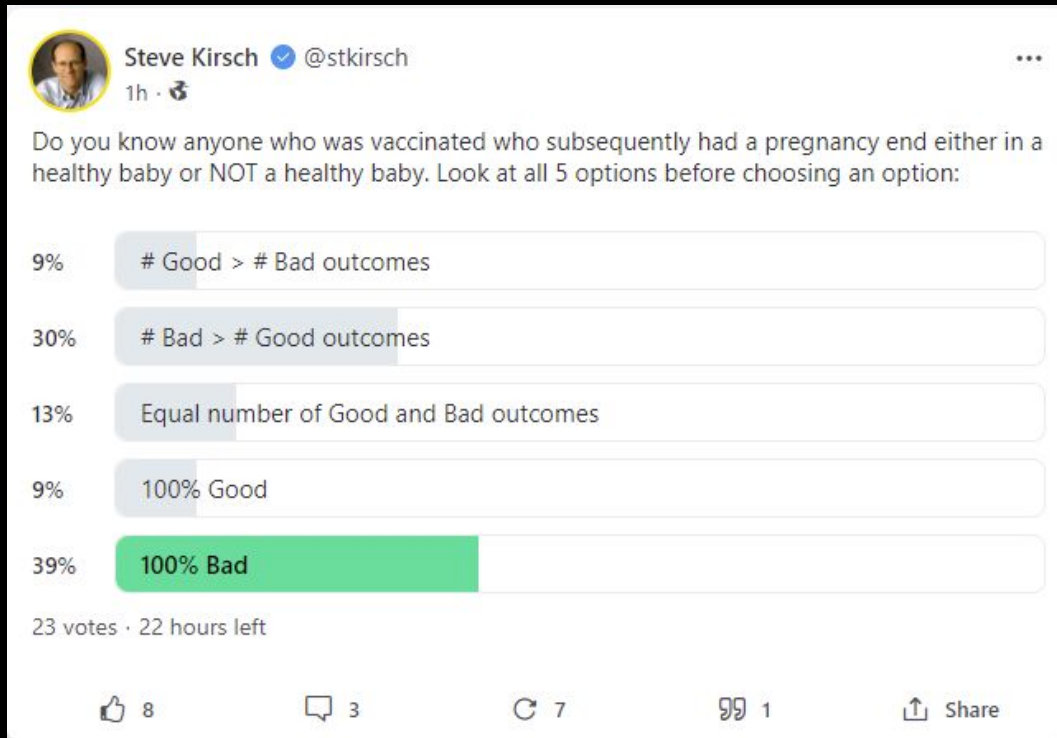 Steve Kirsch @stkirsch
1h ·
Do you know anyone who was vaccinated who subsequently had a pregnancy end either in a
healthy baby or NOT a healthy baby. Look at all 5 options before choosing an option:
9% # Good > # Bad outcomes
30% # Bad > # Good outcomes
13% Equal number of Good and Bad outcomes
9% 100% Good
39% 100% Bad
23 votes · 22 hours left
8 3 7 1 Share